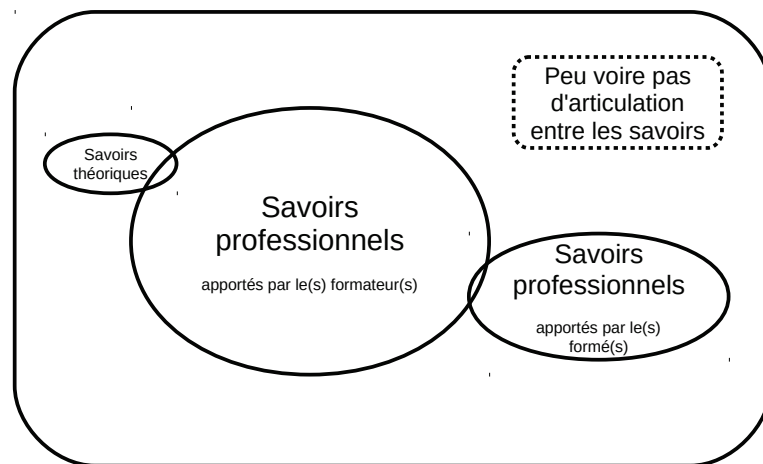 Peu voire pas
d'articulation
entre les savoirs
Savoirs
théoriques
Savoirs
professionnels
apportés par le(s) formateur(s)
Savoirs
professionnels
apportés par le(s)
formé(s)